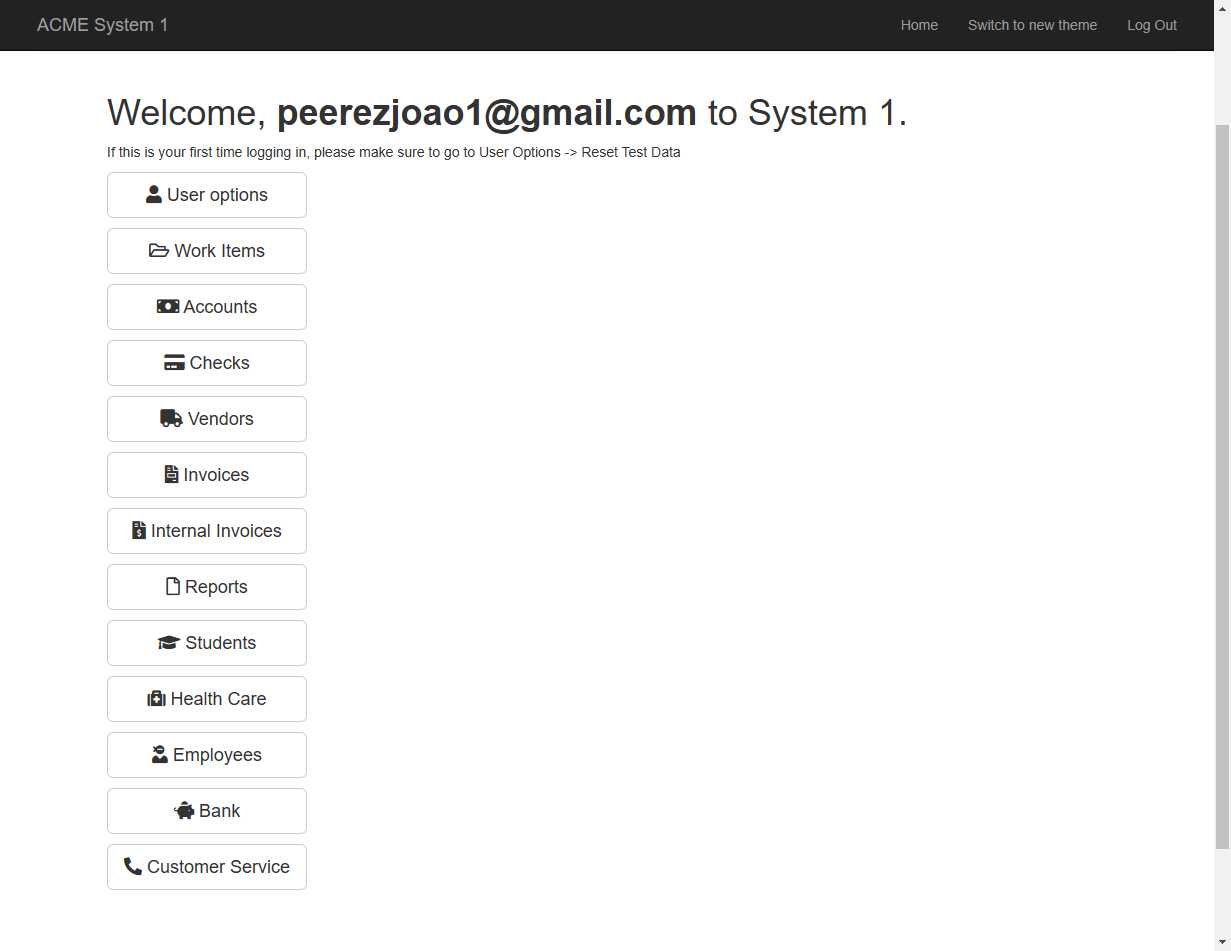 ACME System 1
Home
Switch to new theme
Log Out
Welcome, peerezjoao1@gmail.com to System 1.
If this is your first time logging in, please make sure to go to User Options -> Reset Test Data
User options
Work Items
Accounts
Checks
Vendors
Invoices
Internal Invoices
Reports
Students
Health Care
Employees
Bank
Customer Service